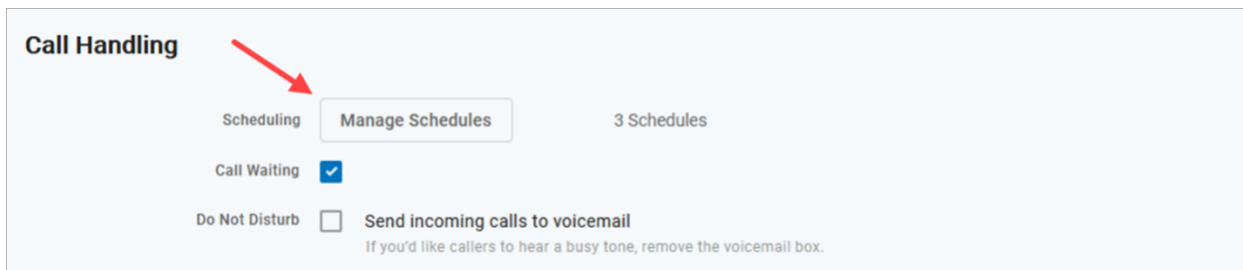 Call Handling
Scheduling Manage Schedules 3 Schedules
Call Waiting
Do Not Disturb Send incoming calls to voicemail
If you'd like callers to hear a busy tone, remove the voicemail box.